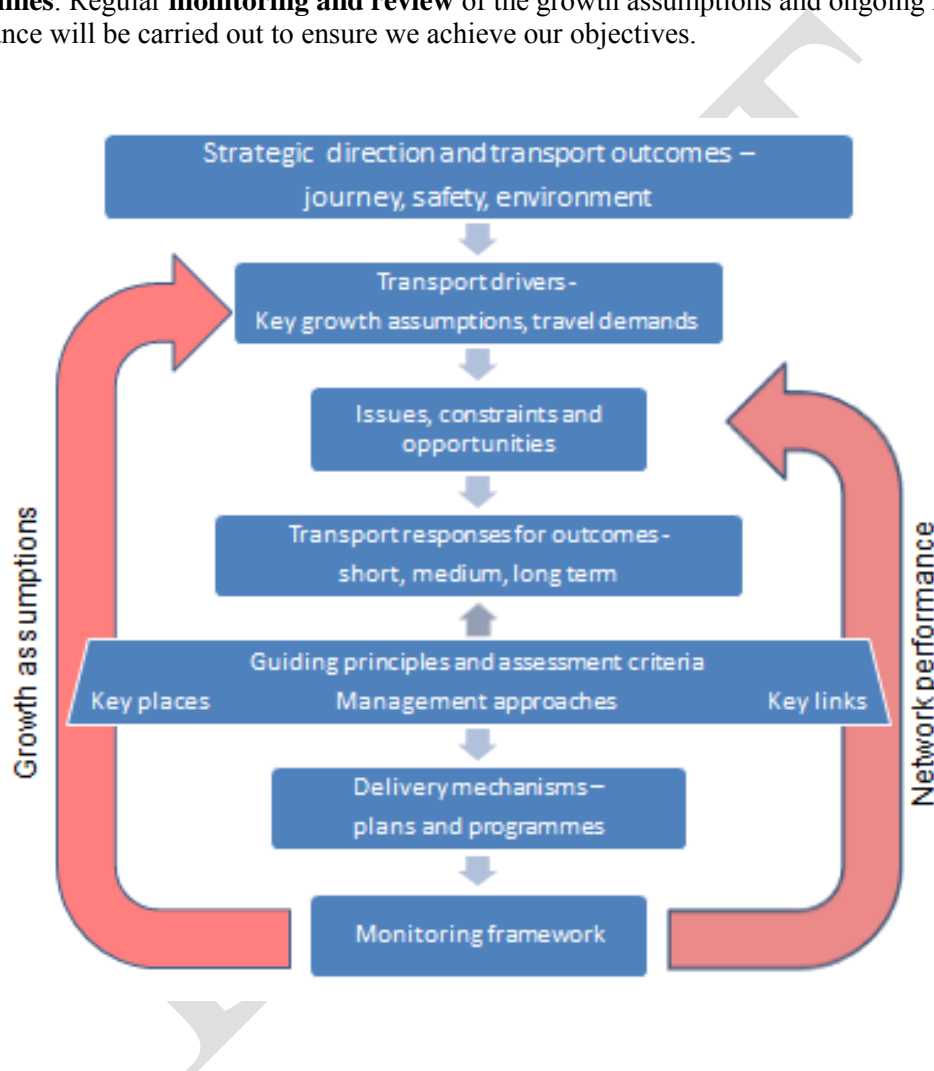 mes. Regular monitoring and review of the growth assumptions and ongoing
ance will be carried out to ensure we achieve our objectives.
Strategic direction and transport outcomes –
journey, safety, environment
Transport drivers-
Key growth assumptions, travel demands
Issues, constraints and
opportunities
Transport responses for outcomes-
short, medium, long term
Guiding principles and assessment criteria
Key places Management approaches Key links
Delivery mechanisms –
plans and programmes
Monitoring framework
Growth assumptions
Network performance